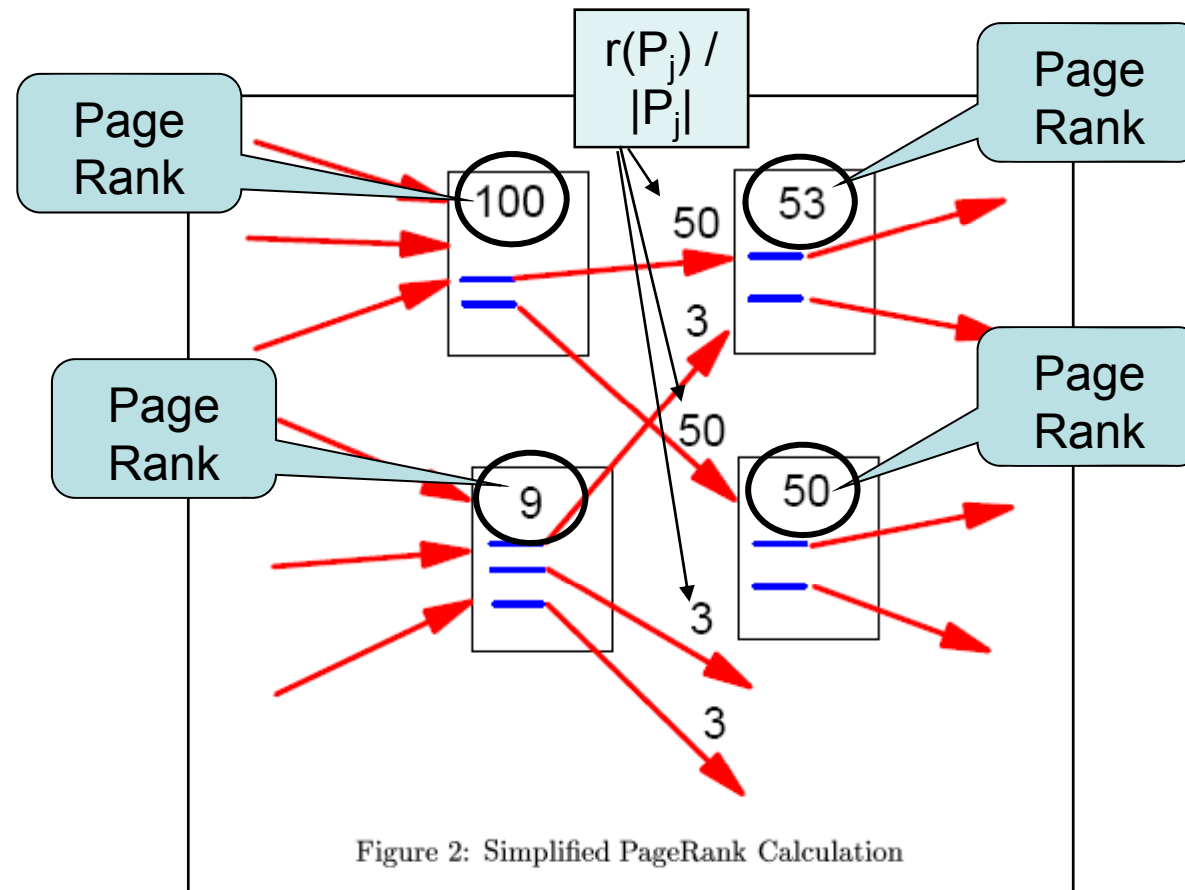 r(Pj) /
|Pj|
Page
Rank
Page
Rank
100
53
50
3
Page
Rank
Page
Rank
50
9
50
3
3
Figure 2: Simplified PageRank Calculation